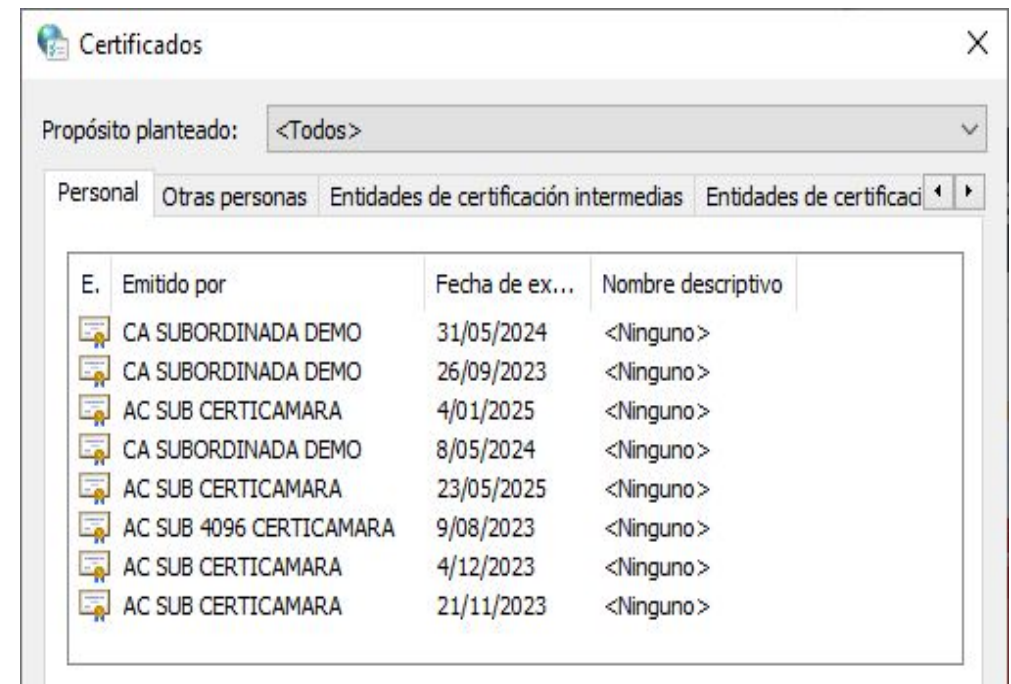 Certificados
Propósito planteado: <Todos>
Personal Otras personas Entidades de certificación intermedias Entidades de certificaci
E. Emitido por Fecha de ex... Nombre descriptivo
CA SUBORDINADA DEMO 31/05/2024 <Ninguno>
CA SUBORDINADA DEMO 26/09/2023 <Ninguno>
AC SUB CERTICAMARA 4/01/2025 <Ninguno>
CA SUBORDINADA DEMO 8/05/2024 <Ninguno>
AC SUB CERTICAMARA 23/05/2025 <Ninguno>
AC SUB 4096 CERTICAMARA 9/08/2023 <Ninguno>
AC SUB CERTICAMARA 4/12/2023 <Ninguno>
AC SUB CERTICAMARA 21/11/2023 <Ninguno>